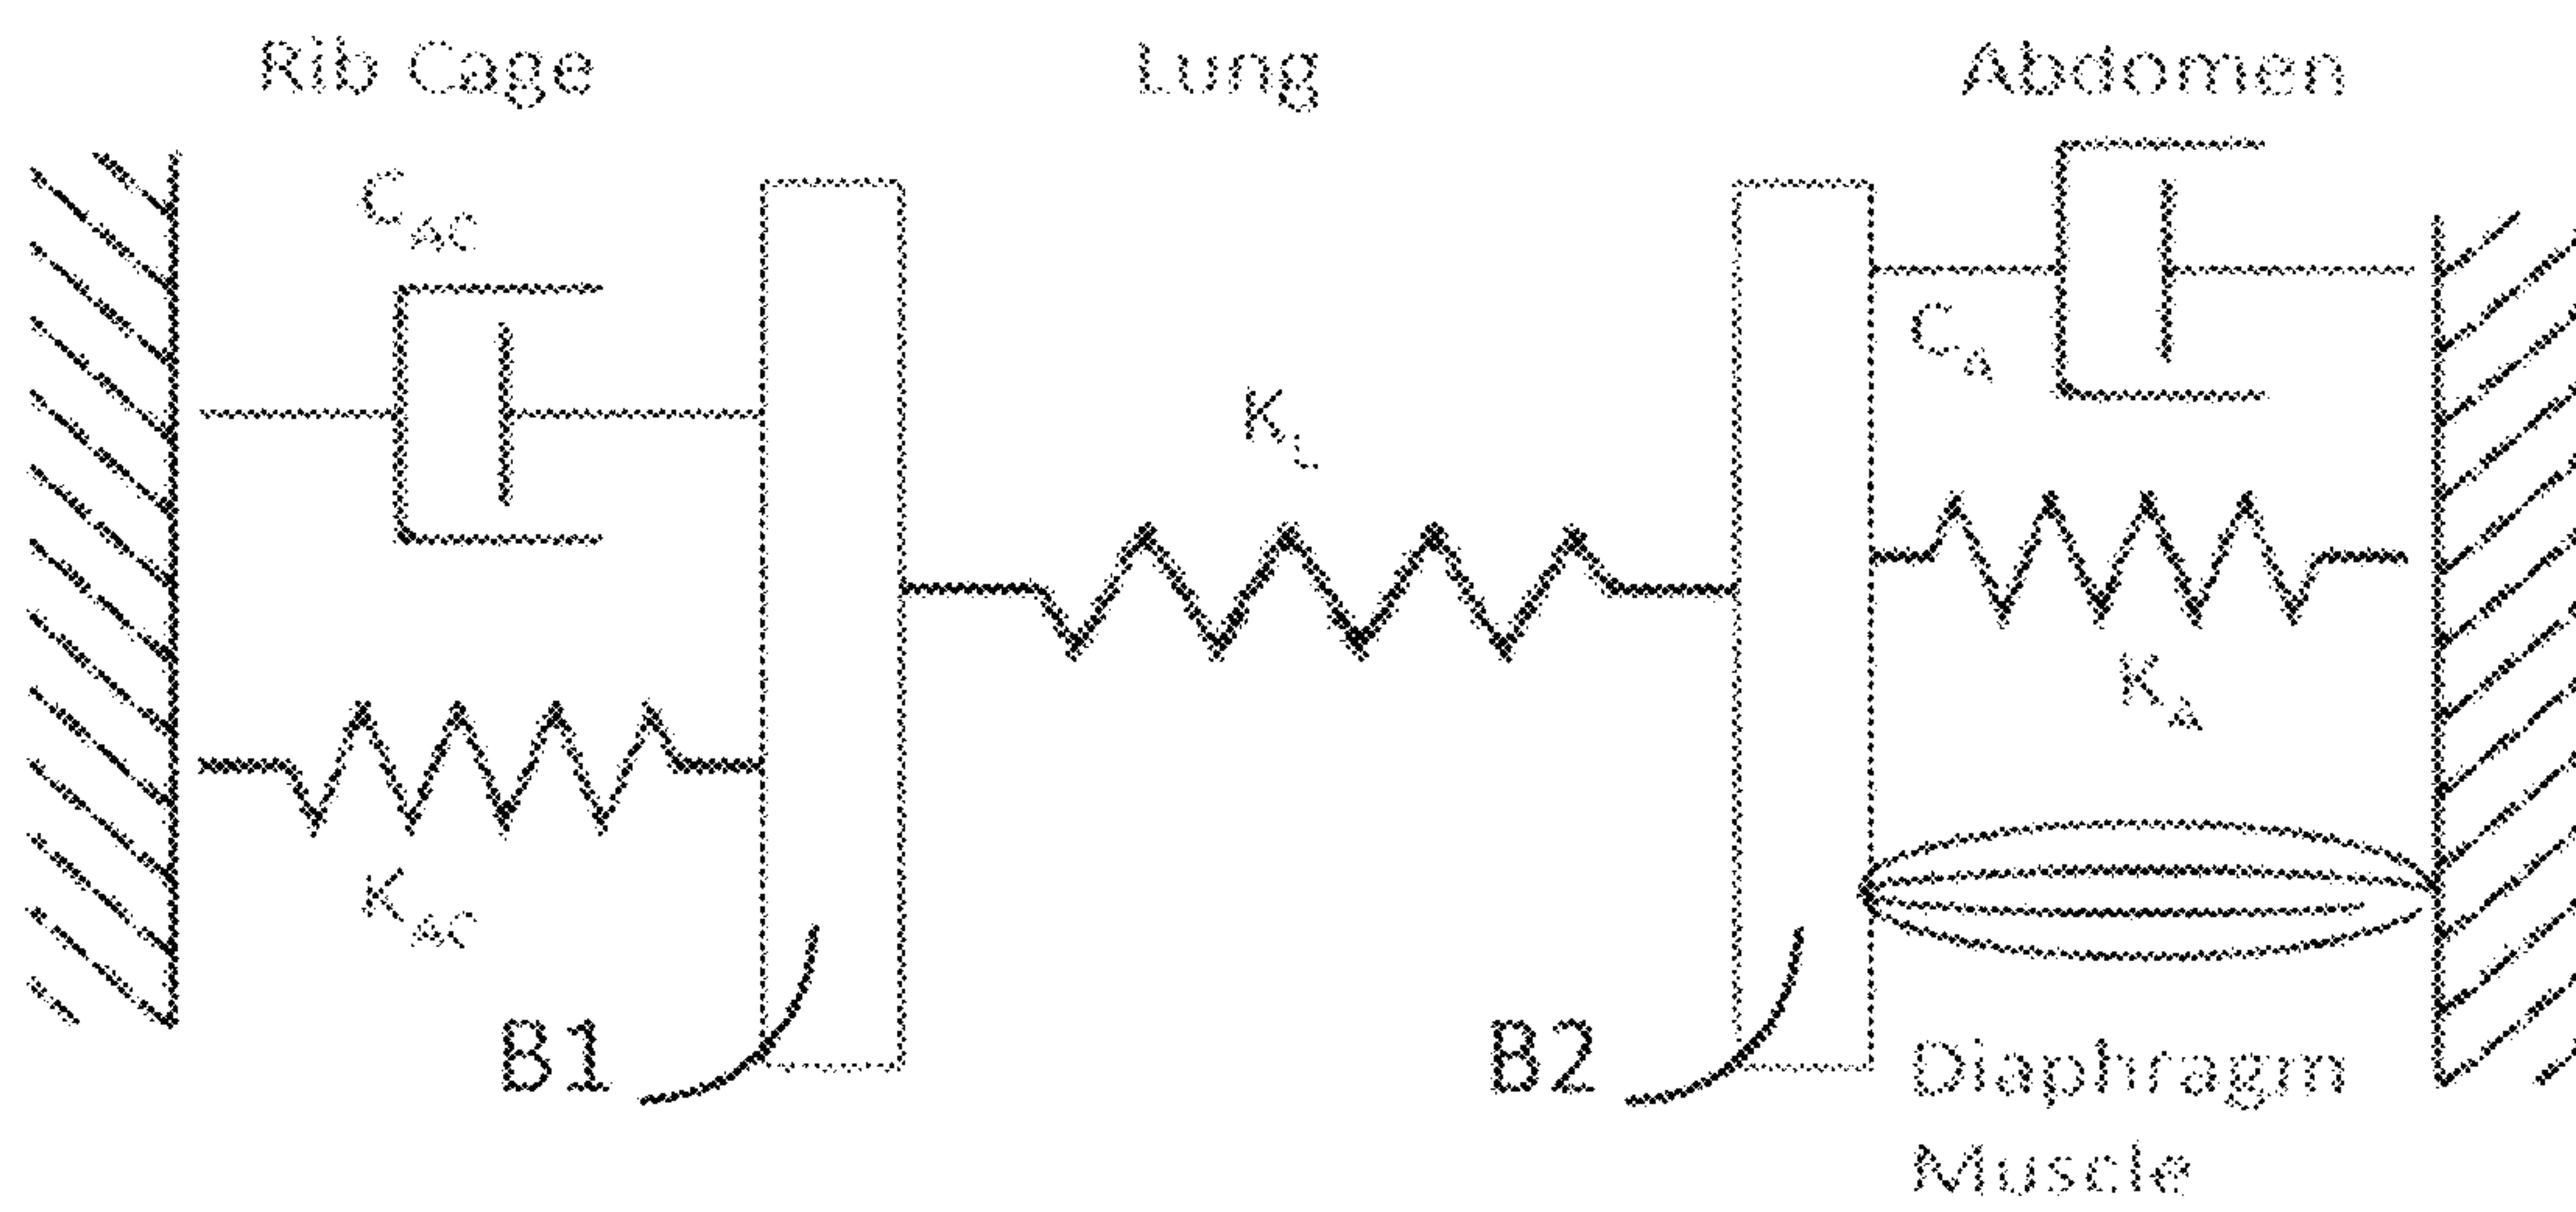 Rib Cage
Lung
Abdomen
C_AC
C_A
K_L
K_A
K_AC
B1
B2
Diaphragm
Muscle